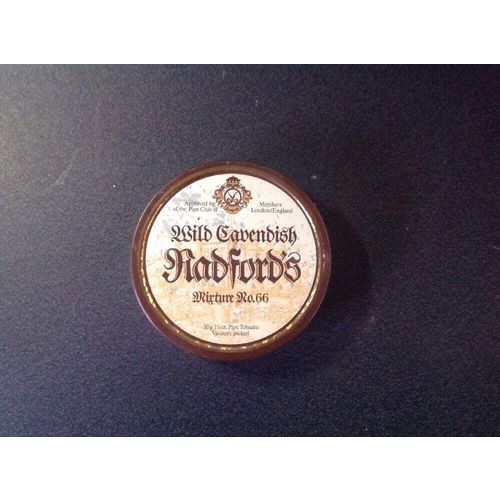 Approved by Members
of the Pipe Club of London/England
Wild Cavendish
Radford's
Mixture No.66
50 g 1¾ oz. Pipe Tobacco
Vacuum packed